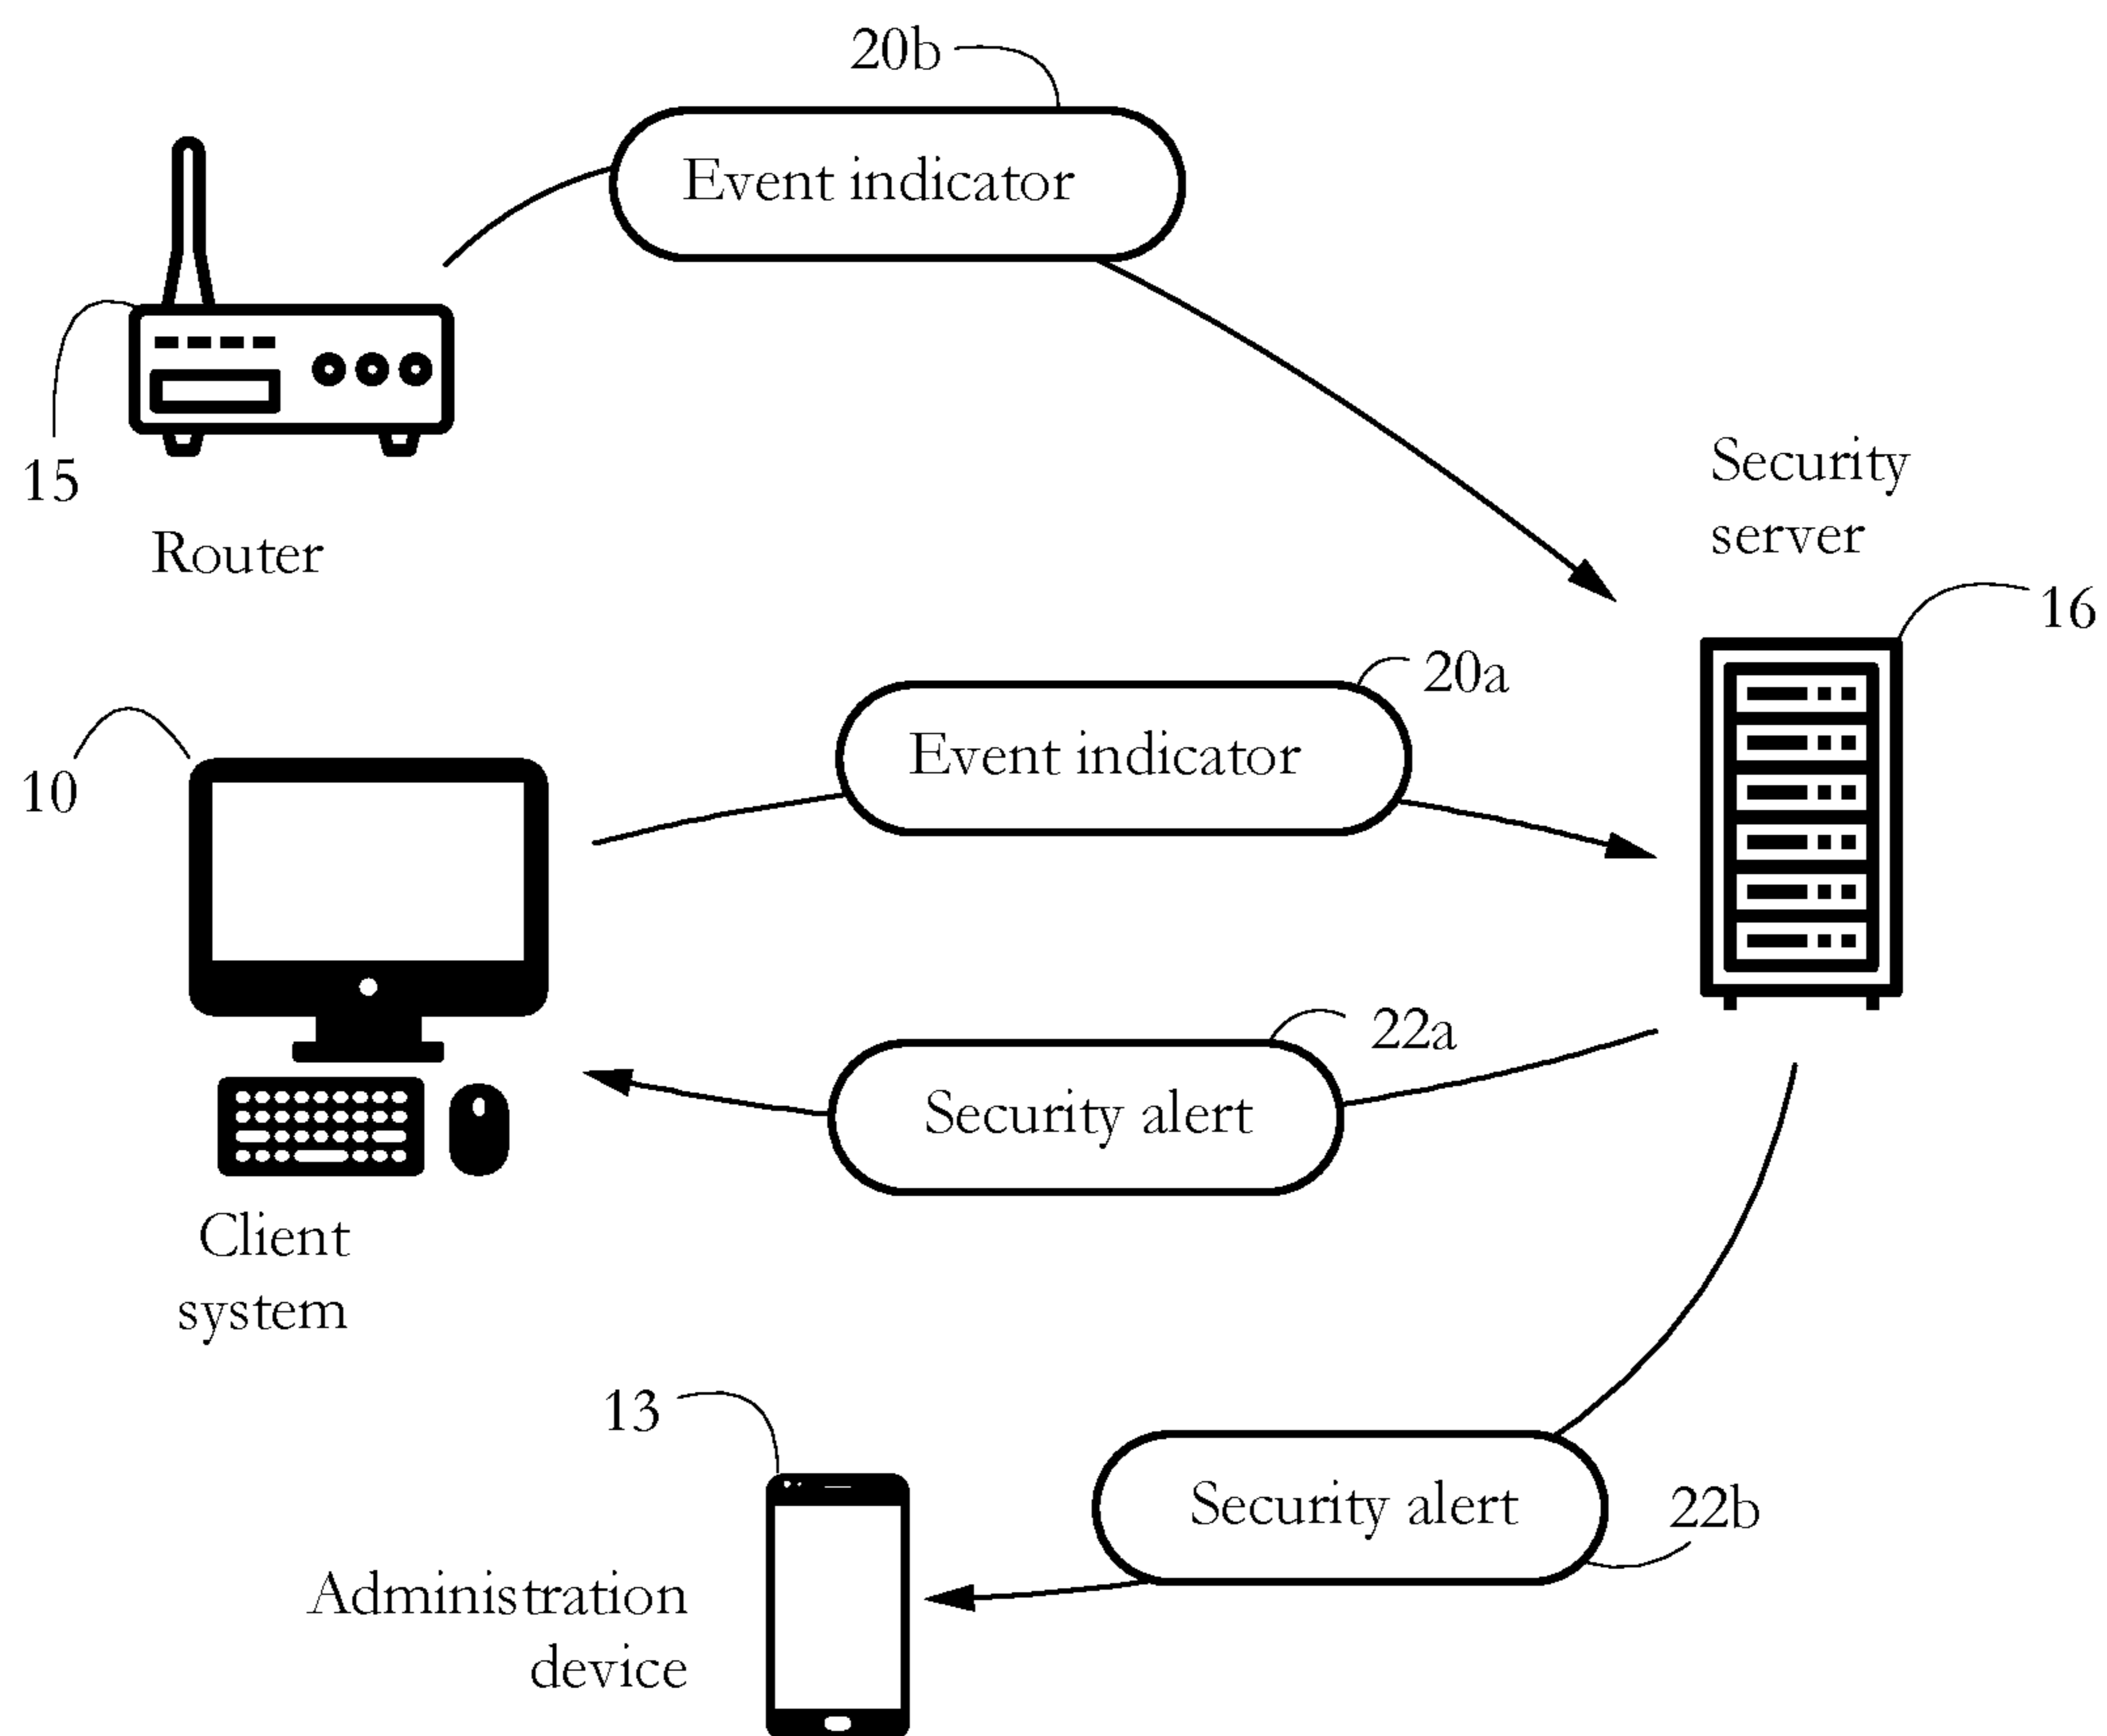 20b
Event indicator
15
Router
Security
server
16
20a
Event indicator
10
22a
Security alert
Client
system
13
Security alert
22b
Administration
device